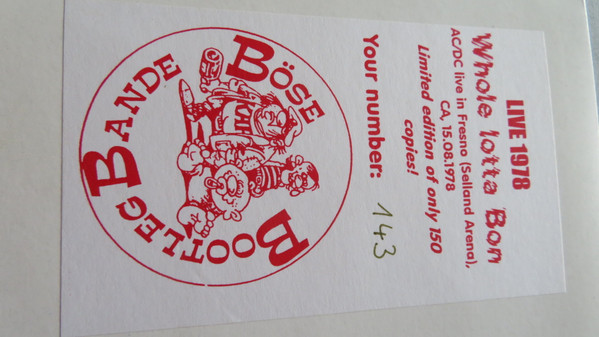 LIVE 1978
Whole lotta Bon
AC/DC live in Fresno (Selland Arena),
CA, 15.08.1978
Limited edition of only 150
copies!
Your number: 143
BÖSE
BOOTLEG
BANDE